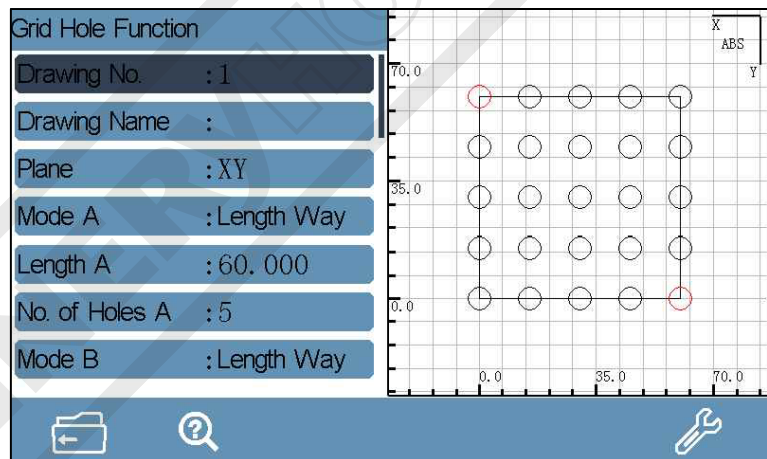 Grid Hole Function
Drawing No. :1
Drawing Name :
Plane :XY
Mode A :Length Way
Length A :60.000
No. of Holes A :5
Mode B :Length Way
X
ABS
Y
70.0
35.0
0.0
0.0 35.0 70.0